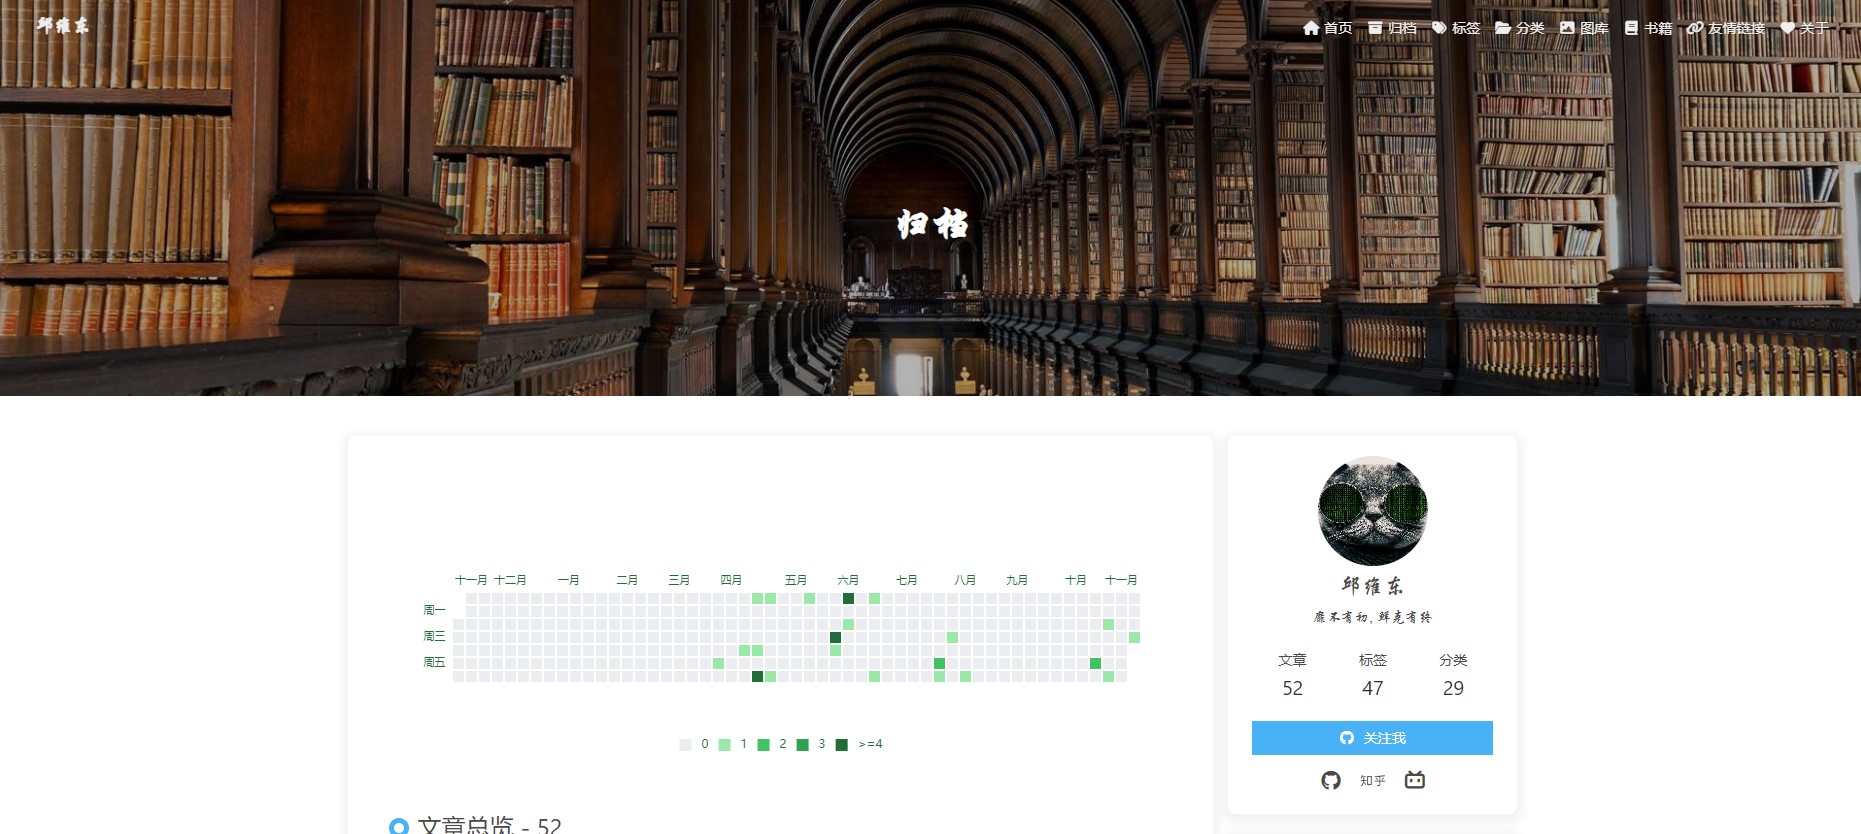 邱维东
首页 归档 标签 分类 图库 书籍 友情链接 关于
归档
十一月 十二月 一月 二月 三月 四月 五月 六月 七月 八月 九月 十月 十一月
周一
周三
周五
0 1 2 3 >=4
文章总览 - 52
邱维东
靡不有初, 鲜克有终
文章 标签 分类
52 47 29
关注我
知乎